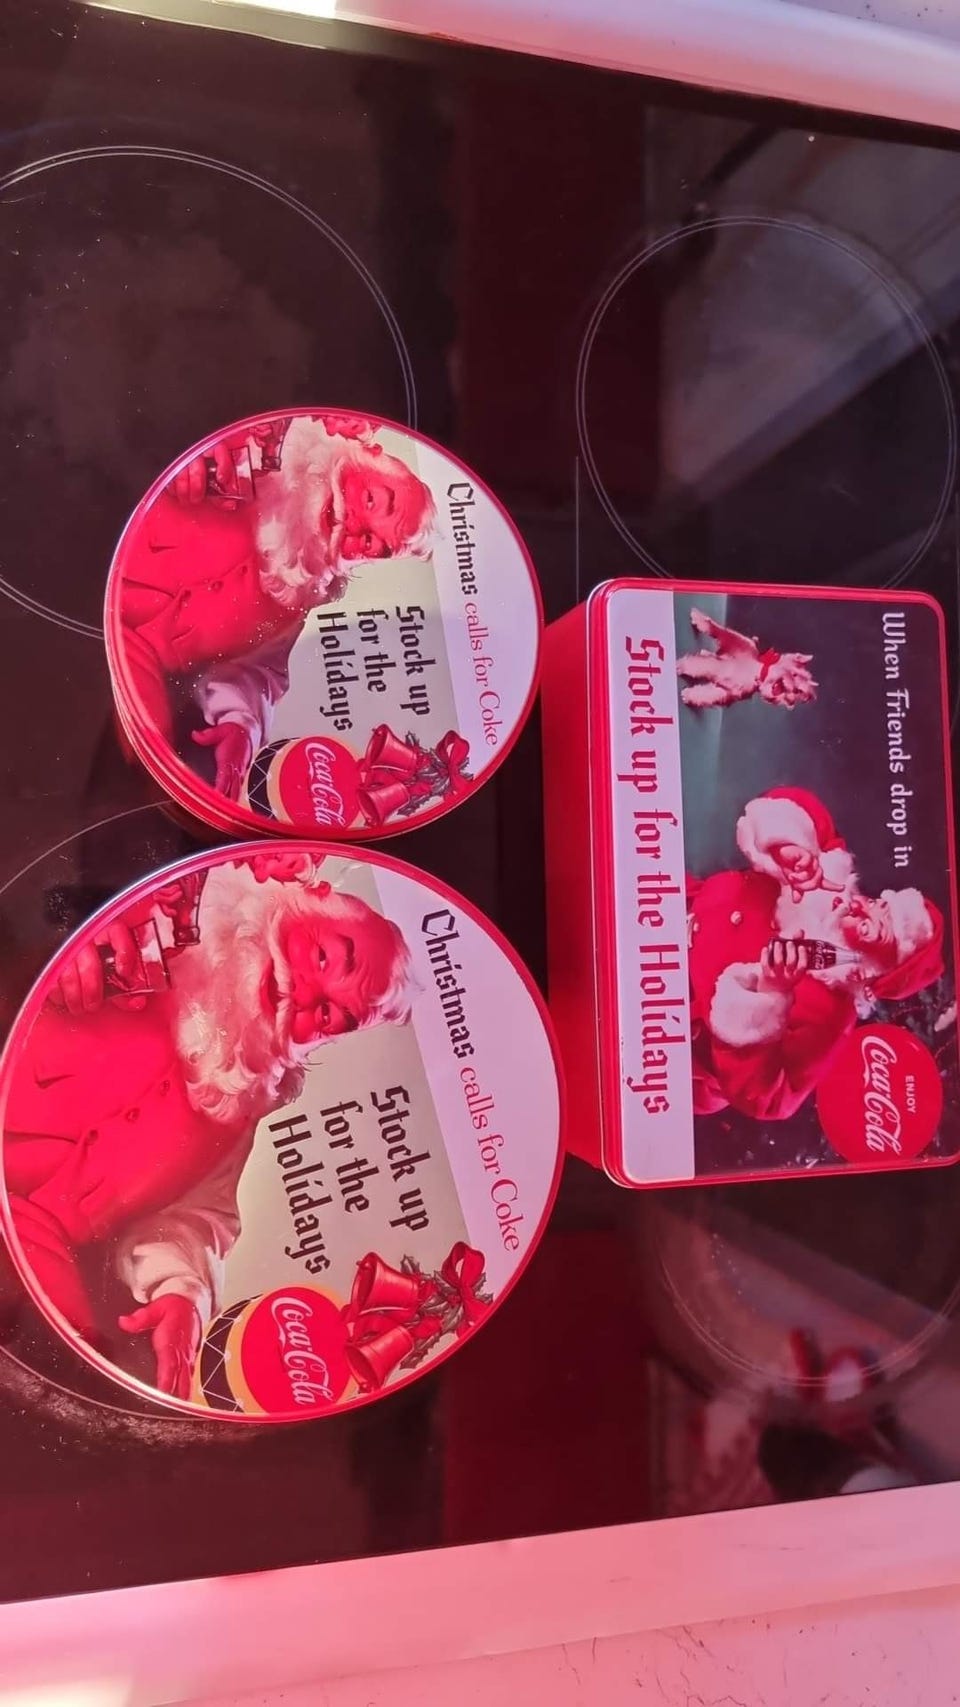 Christmas calls for Coke
Stock up
for the
Holidays
Coca-Cola
When Friends drop in
ENJOY
Coca-Cola
Stock up for the Holidays
Christmas calls for Coke
Stock up
for the
Holidays
Coca-Cola